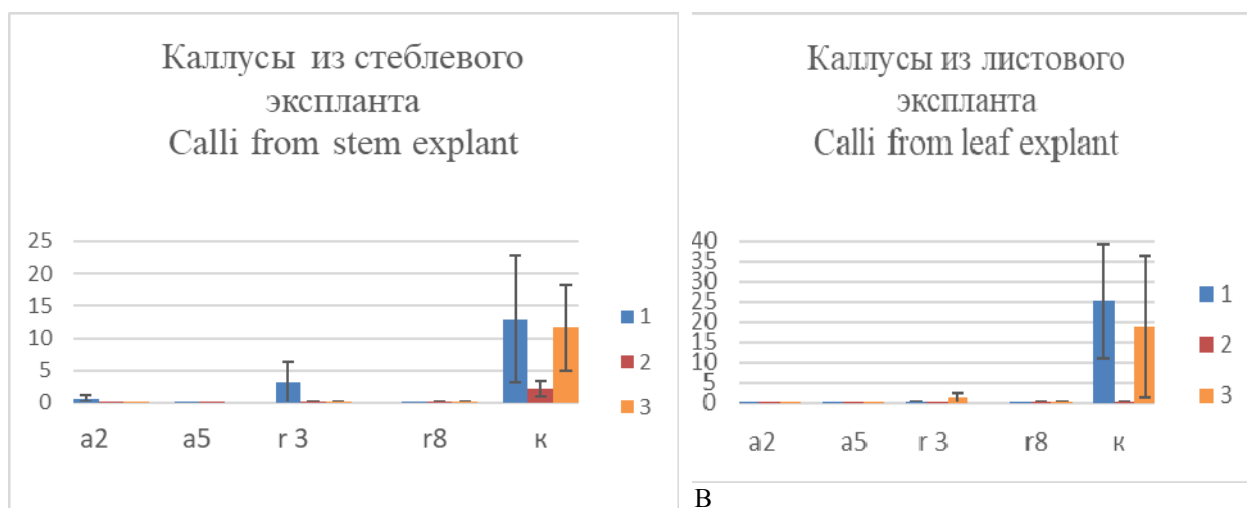 Каллусы из стеблевого
экспланта
Calli from stem explant
25
20
15
10
5
0
a2
a5
r 3
r8
к
1
2
3
Каллусы из листового
экспланта
Calli from leaf explant
40
35
30
25
20
15
10
5
0
a2
a5
r 3
r8
к
1
2
3
В